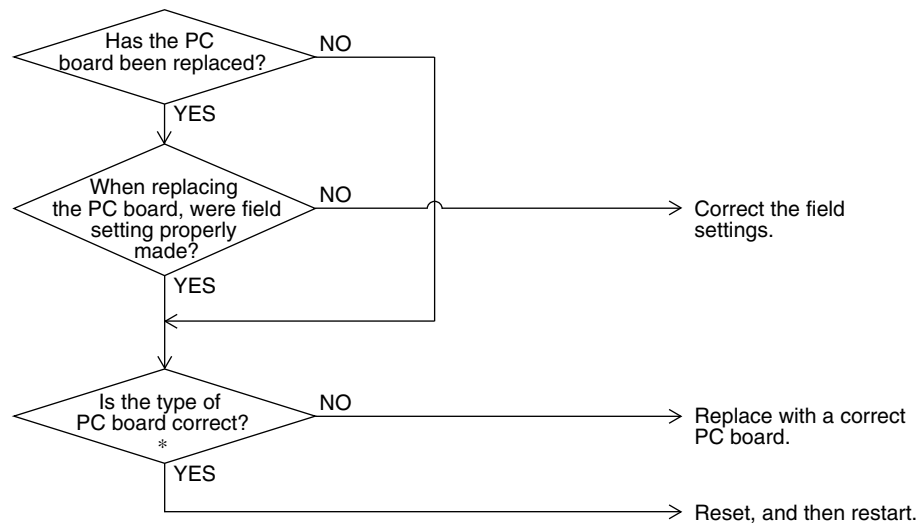 Has the PC
board been replaced?
NO
YES
When replacing
the PC board, were field
setting properly
made?
NO
Correct the field
settings.
YES
Is the type of
PC board correct?
*
NO
Replace with a correct
PC board.
YES
Reset, and then restart.